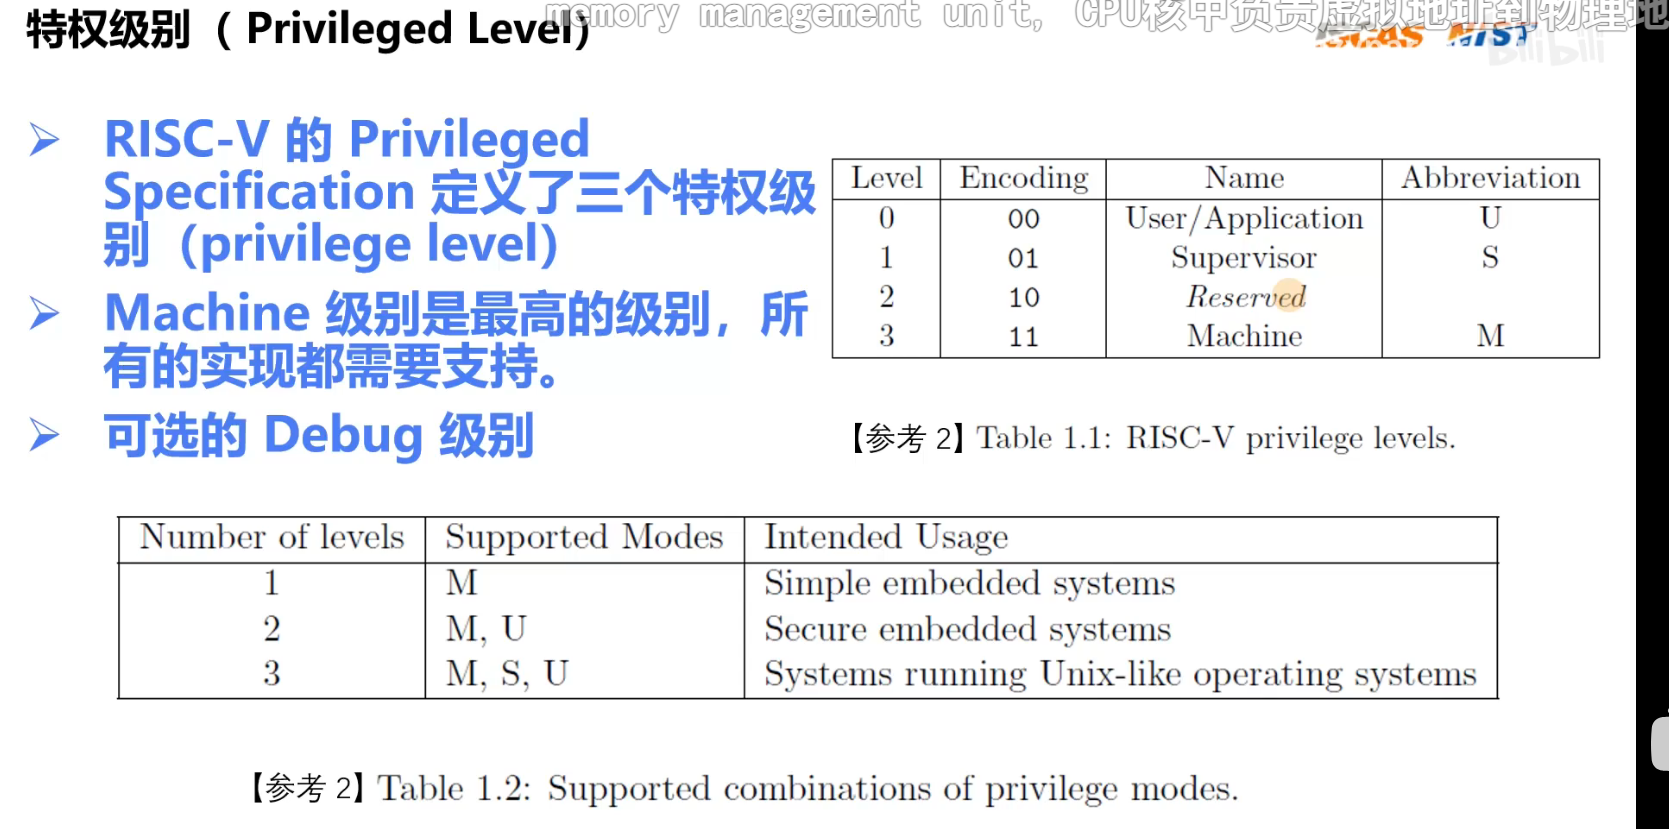 特权级别（ Privileged Level）
memory management unit, CPU核中负责虚拟地址到物理地
bilibili
➢ RISC-V 的 Privileged
Specification 定义了三个特权级
别（privilege level）
➢ Machine 级别是最高的级别，所
有的实现都需要支持。
➢ 可选的 Debug 级别
Level Encoding Name Abbreviation
0 00 User/Application U
1 01 Supervisor S
2 10 Reserved
3 11 Machine M
【参考 2】Table 1.1: RISC-V privilege levels.
Number of levels Supported Modes Intended Usage
1 M Simple embedded systems
2 M, U Secure embedded systems
3 M, S, U Systems running Unix-like operating systems
【参考 2】Table 1.2: Supported combinations of privilege modes.